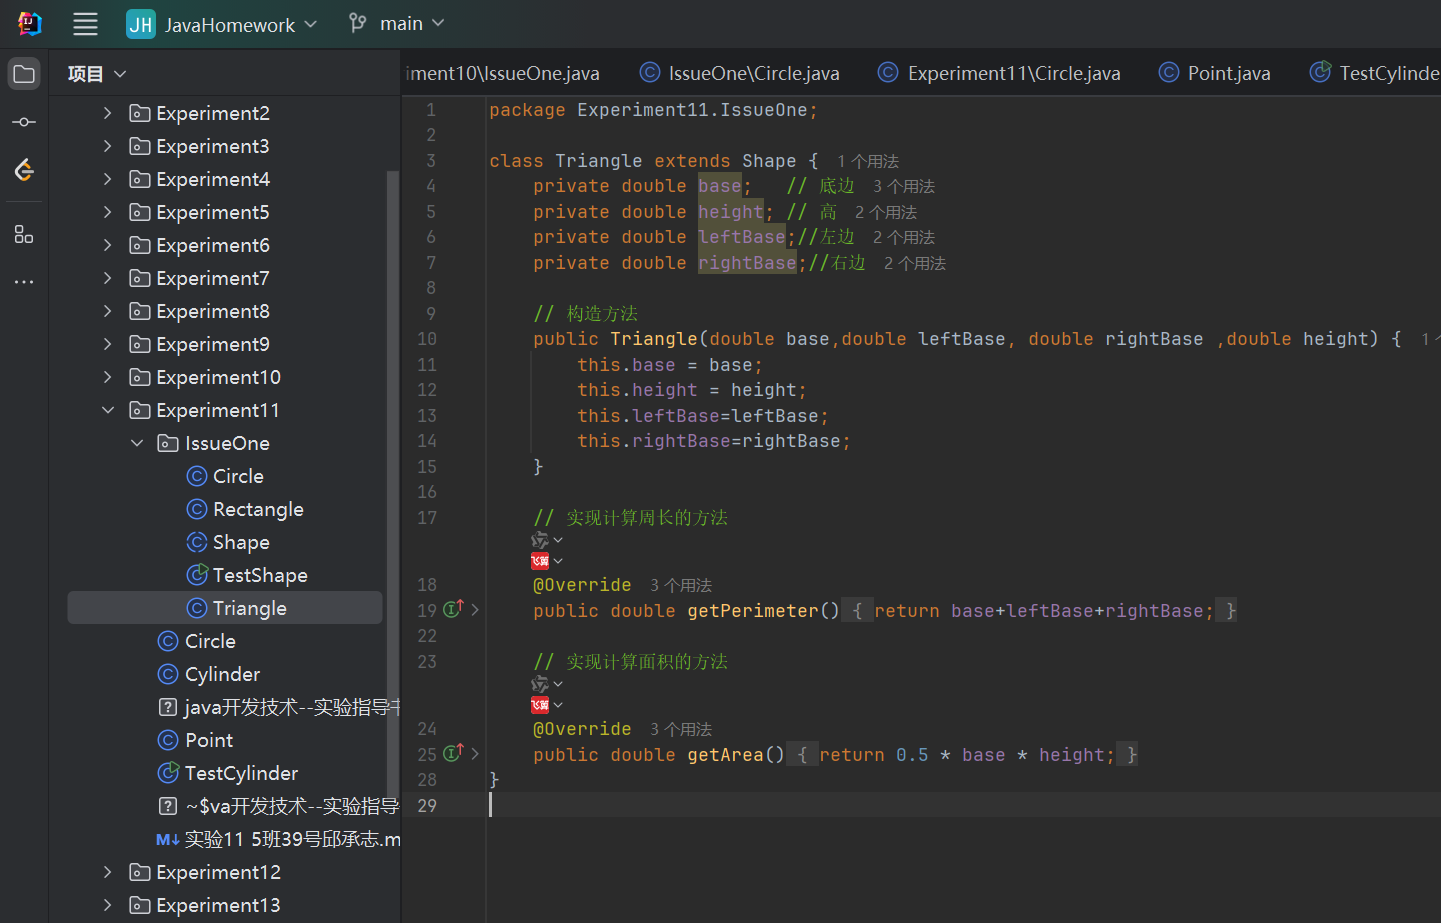 JH JavaHomework main
项目
Experiment2
Experiment3
Experiment4
Experiment5
Experiment6
Experiment7
Experiment8
Experiment9
Experiment10
Experiment11
IssueOne
Circle
Rectangle
Shape
TestShape
Triangle
Circle
Cylinder
java开发技术--实验指导书
Point
TestCylinder
~$va开发技术--实验指导
M↓ 实验11 5班39号邱承志.m
Experiment12
Experiment13
iment10\IssueOne.java IssueOne\Circle.java Experiment11\Circle.java Point.java TestCylinde
1 package Experiment11.IssueOne;
2
3 class Triangle extends Shape { 1个用法
4 private double base; // 底边 3个用法
5 private double height; // 高 2个用法
6 private double leftBase;//左边 2个用法
7 private double rightBase;//右边 2个用法
8
9 // 构造方法
10 public Triangle(double base,double leftBase, double rightBase ,double height) { 1
11 this.base = base;
12 this.height = height;
13 this.leftBase=leftBase;
14 this.rightBase=rightBase;
15 }
16
17 // 实现计算周长的方法
飞算
18 @Override 3个用法
19 public double getPerimeter() { return base+leftBase+rightBase; }
22
23 // 实现计算面积的方法
飞算
24 @Override 3个用法
25 public double getArea() { return 0.5 * base * height; }
28 }
29